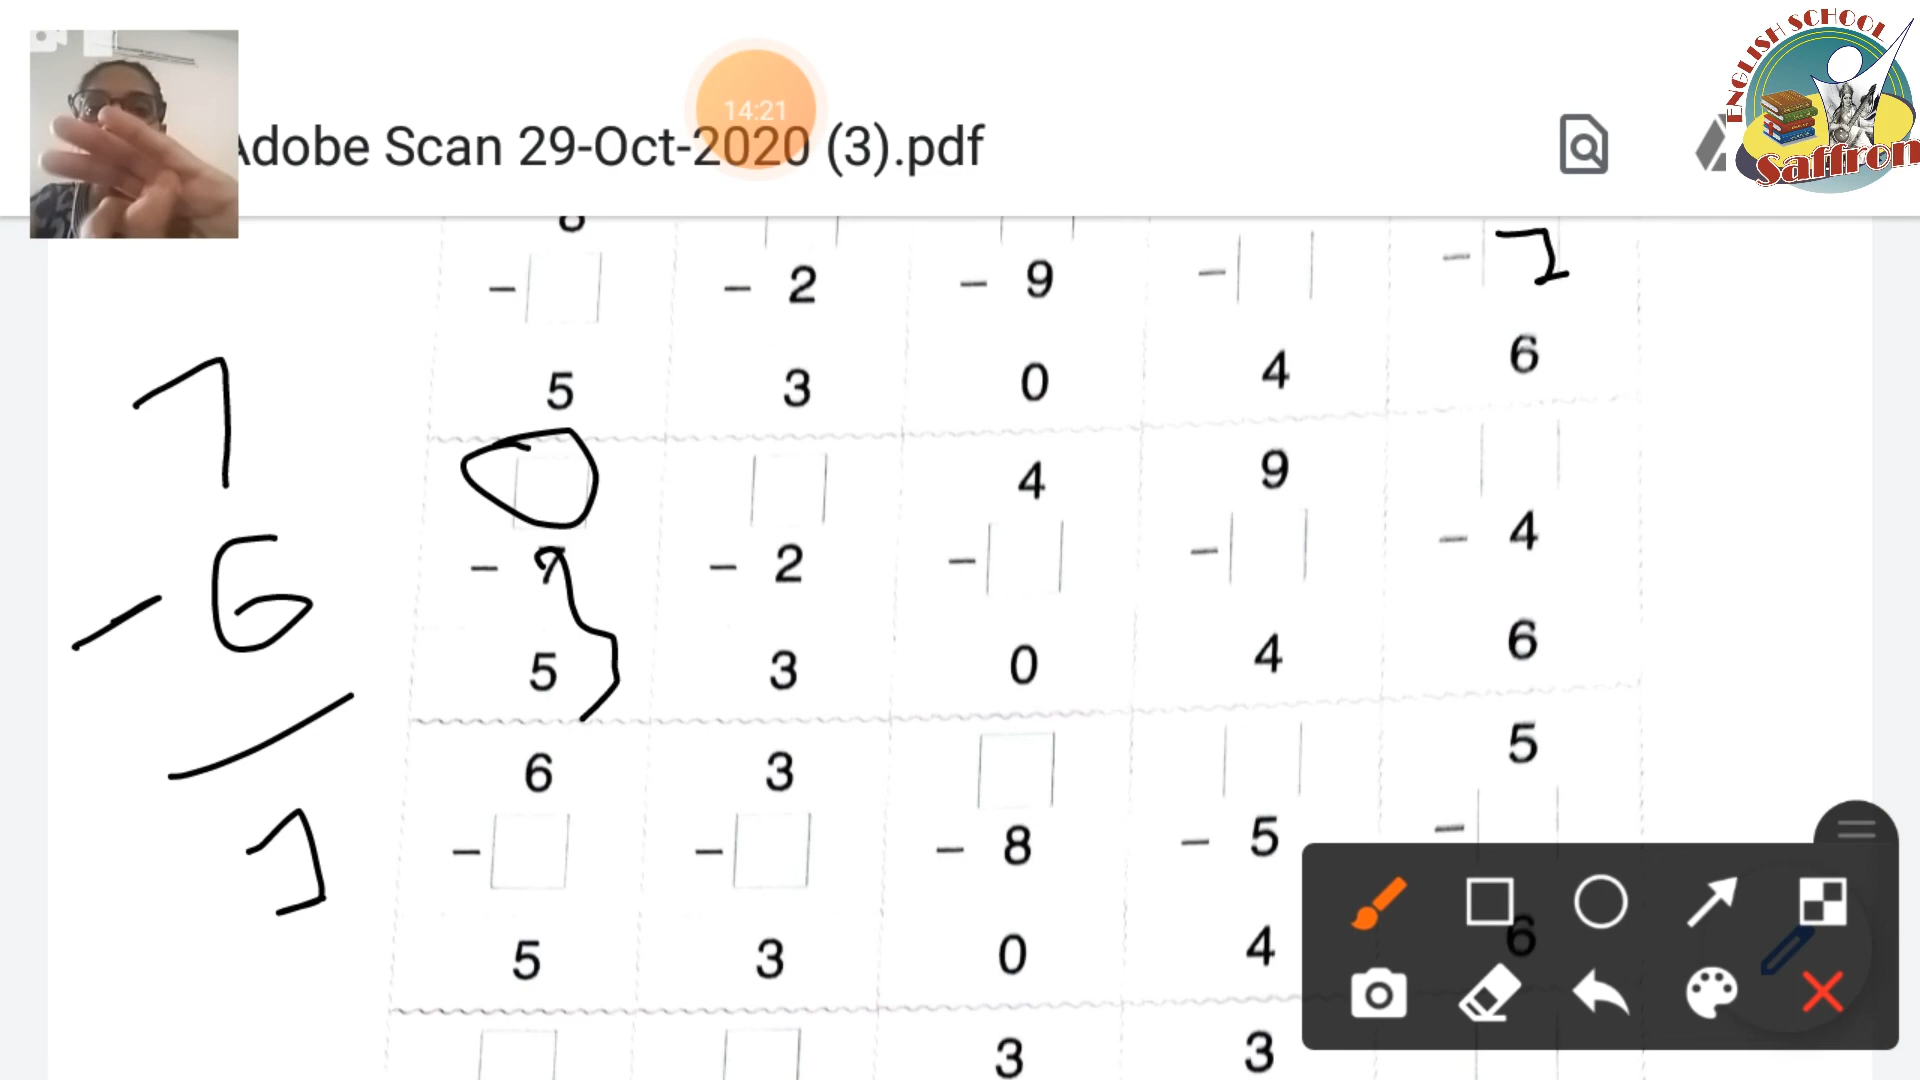 ENGLISH SCHOOL
Saffron
14:21
Adobe Scan 29-Oct-2020 (3).pdf
- - 2 - 9 - - 1
5 3 0 4 6
4 9
- 7 - 2 - - - 4
5 3 0 4 6
6 3 5
- - - 8 - 5 -
5 3 0 4 6
3 3
7
- 6
1